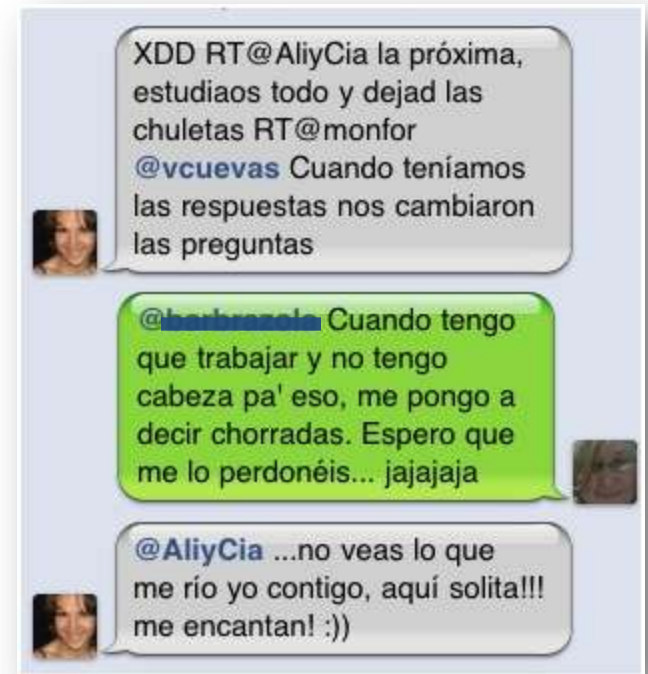 XDD RT@AliyCia la próxima,
estudiaos todo y dejad las
chuletas RT@monfor
@vcuevas Cuando teníamos
las respuestas nos cambiaron
las preguntas
@ Cuando tengo
que trabajar y no tengo
cabeza pa' eso, me pongo a
decir chorradas. Espero que
me lo perdonéis... jajajaja
@AliyCia ...no veas lo que
me río yo contigo, aquí solita!!!
me encantan! :))